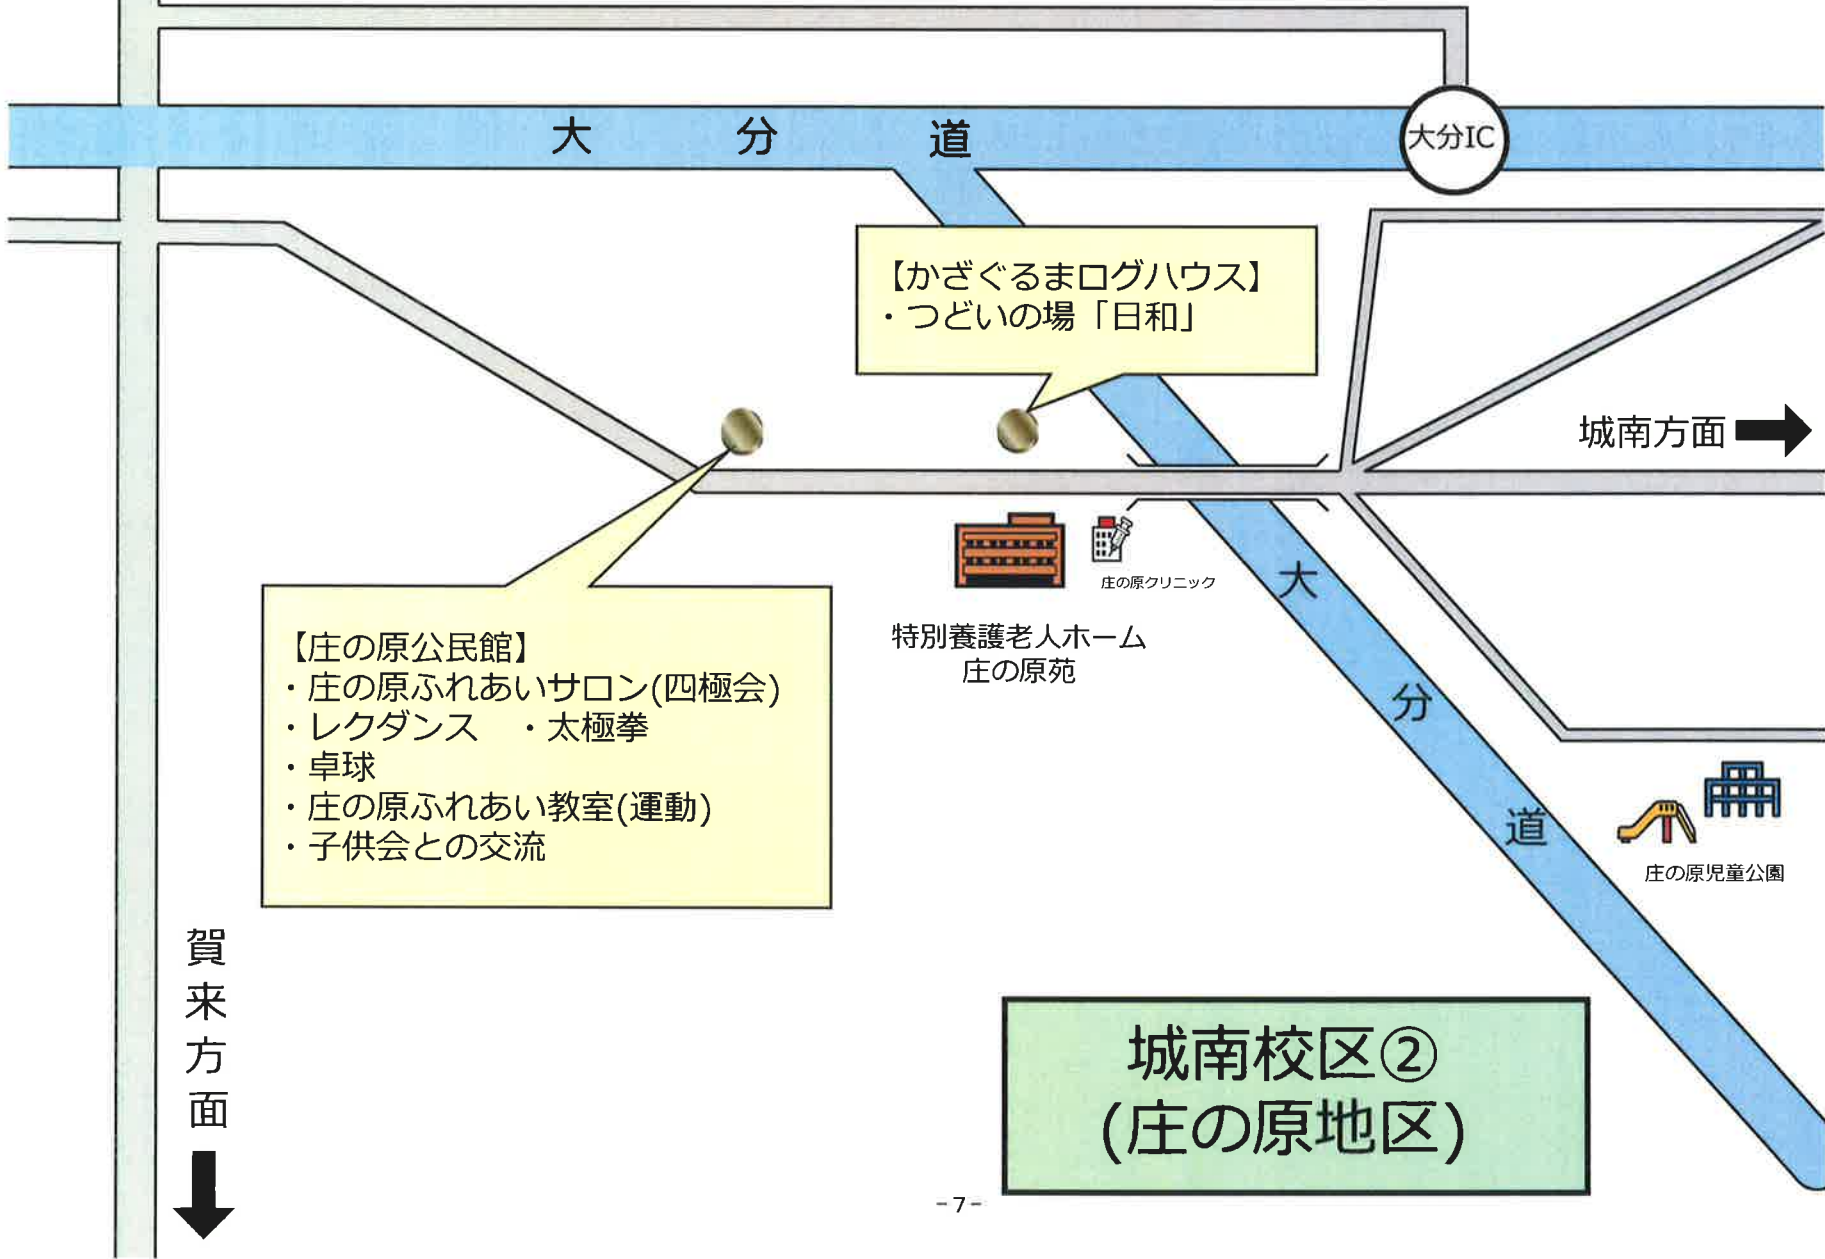 大分道
大分IC
【かざぐるまログハウス】
・つどいの場「日和」
城南方面
庄の原クリニック
特別養護老人ホーム
庄の原苑
大分道
【庄の原公民館】
・庄の原ふれあいサロン(四極会)
・レクダンス　・太極拳
・卓球
・庄の原ふれあい教室(運動)
・子供会との交流
庄の原児童公園
賀来方面
城南校区②
(庄の原地区)
-7-